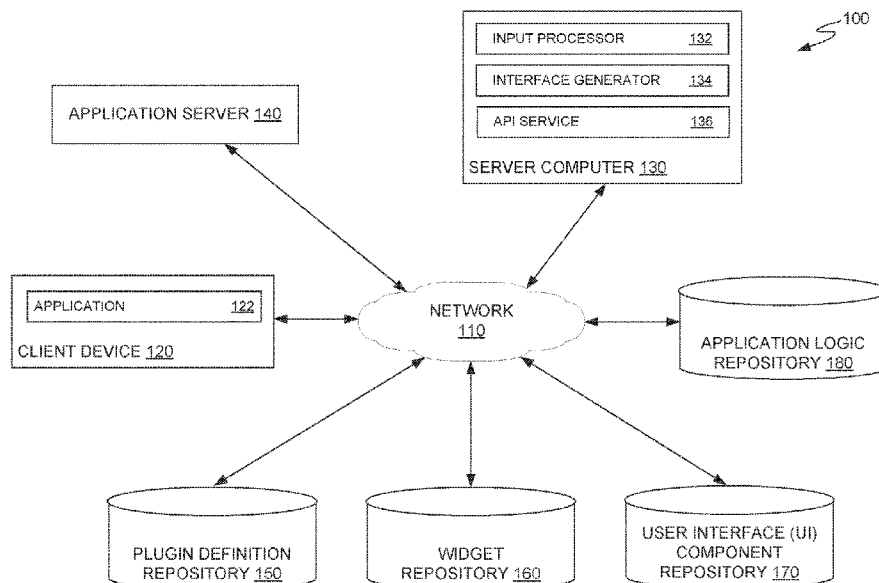 100
INPUT PROCESSOR 132
INTERFACE GENERATOR 134
API SERVICE 136
SERVER COMPUTER 130
APPLICATION SERVER 140
APPLICATION 122
CLIENT DEVICE 120
NETWORK
110
APPLICATION LOGIC
REPOSITORY 180
PLUGIN DEFINITION
REPOSITORY 150
WIDGET
REPOSITORY 160
USER INTERFACE (UI)
COMPONENT
REPOSITORY 170